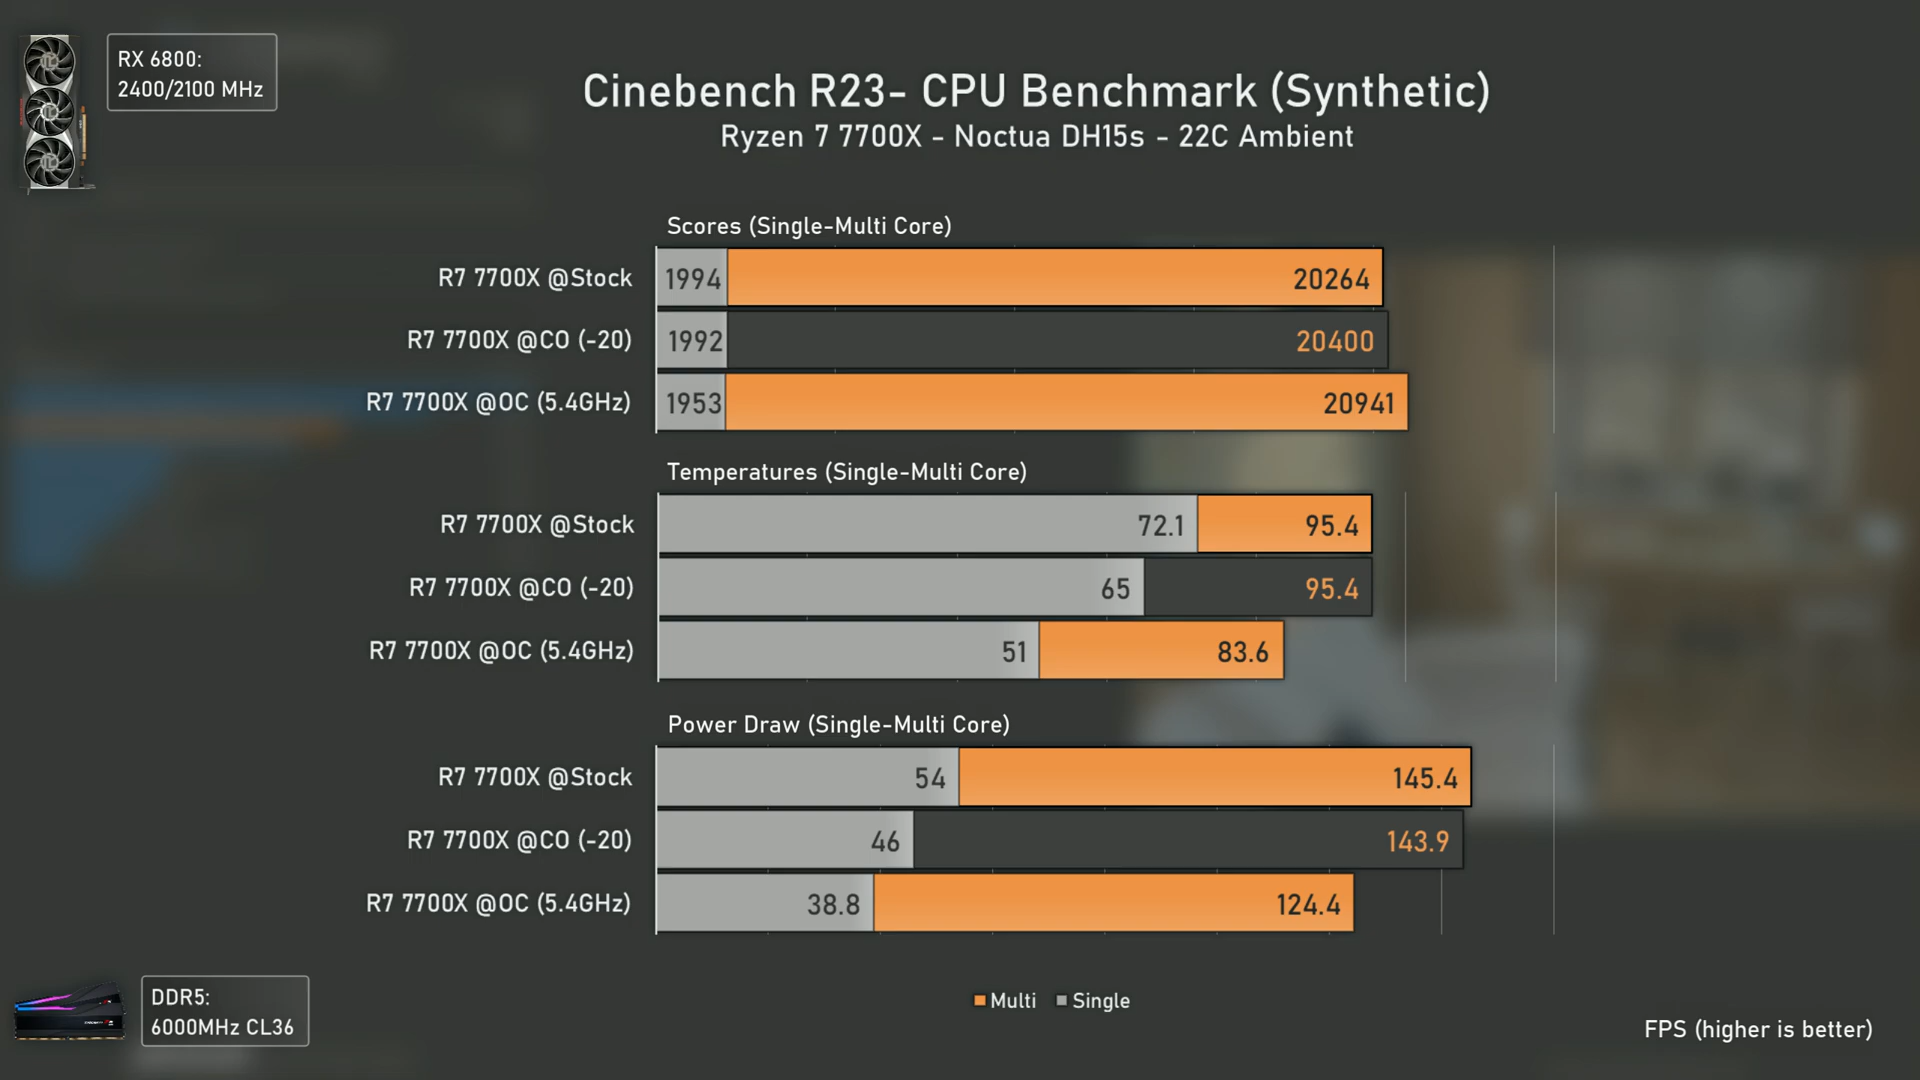 RX 6800:
2400/2100 MHz
Cinebench R23- CPU Benchmark (Synthetic)
Ryzen 7 7700X - Noctua DH15s - 22C Ambient
Scores (Single-Multi Core)
R7 7700X @Stock 1994 20264
R7 7700X @CO (-20) 1992 20400
R7 7700X @OC (5.4GHz) 1953 20941
Temperatures (Single-Multi Core)
R7 7700X @Stock 72.1 95.4
R7 7700X @CO (-20) 65 95.4
R7 7700X @OC (5.4GHz) 51 83.6
Power Draw (Single-Multi Core)
R7 7700X @Stock 54 145.4
R7 7700X @CO (-20) 46 143.9
R7 7700X @OC (5.4GHz) 38.8 124.4
Multi Single
DDR5:
6000MHz CL36
FPS (higher is better)